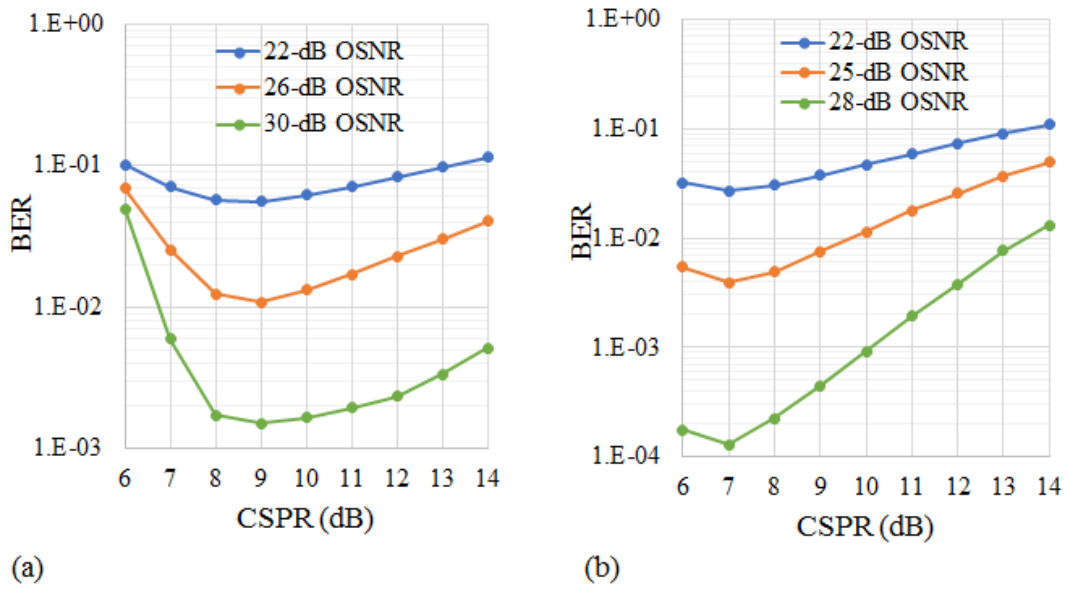 1.E+00
1.E-01
1.E-02
1.E-03
BER
22-dB OSNR
26-dB OSNR
30-dB OSNR
6 7 8 9 10 11 12 13 14
CSPR (dB)
(a)
1.E+00
1.E-01
1.E-02
1.E-03
1.E-04
BER
22-dB OSNR
25-dB OSNR
28-dB OSNR
6 7 8 9 10 11 12 13 14
CSPR (dB)
(b)